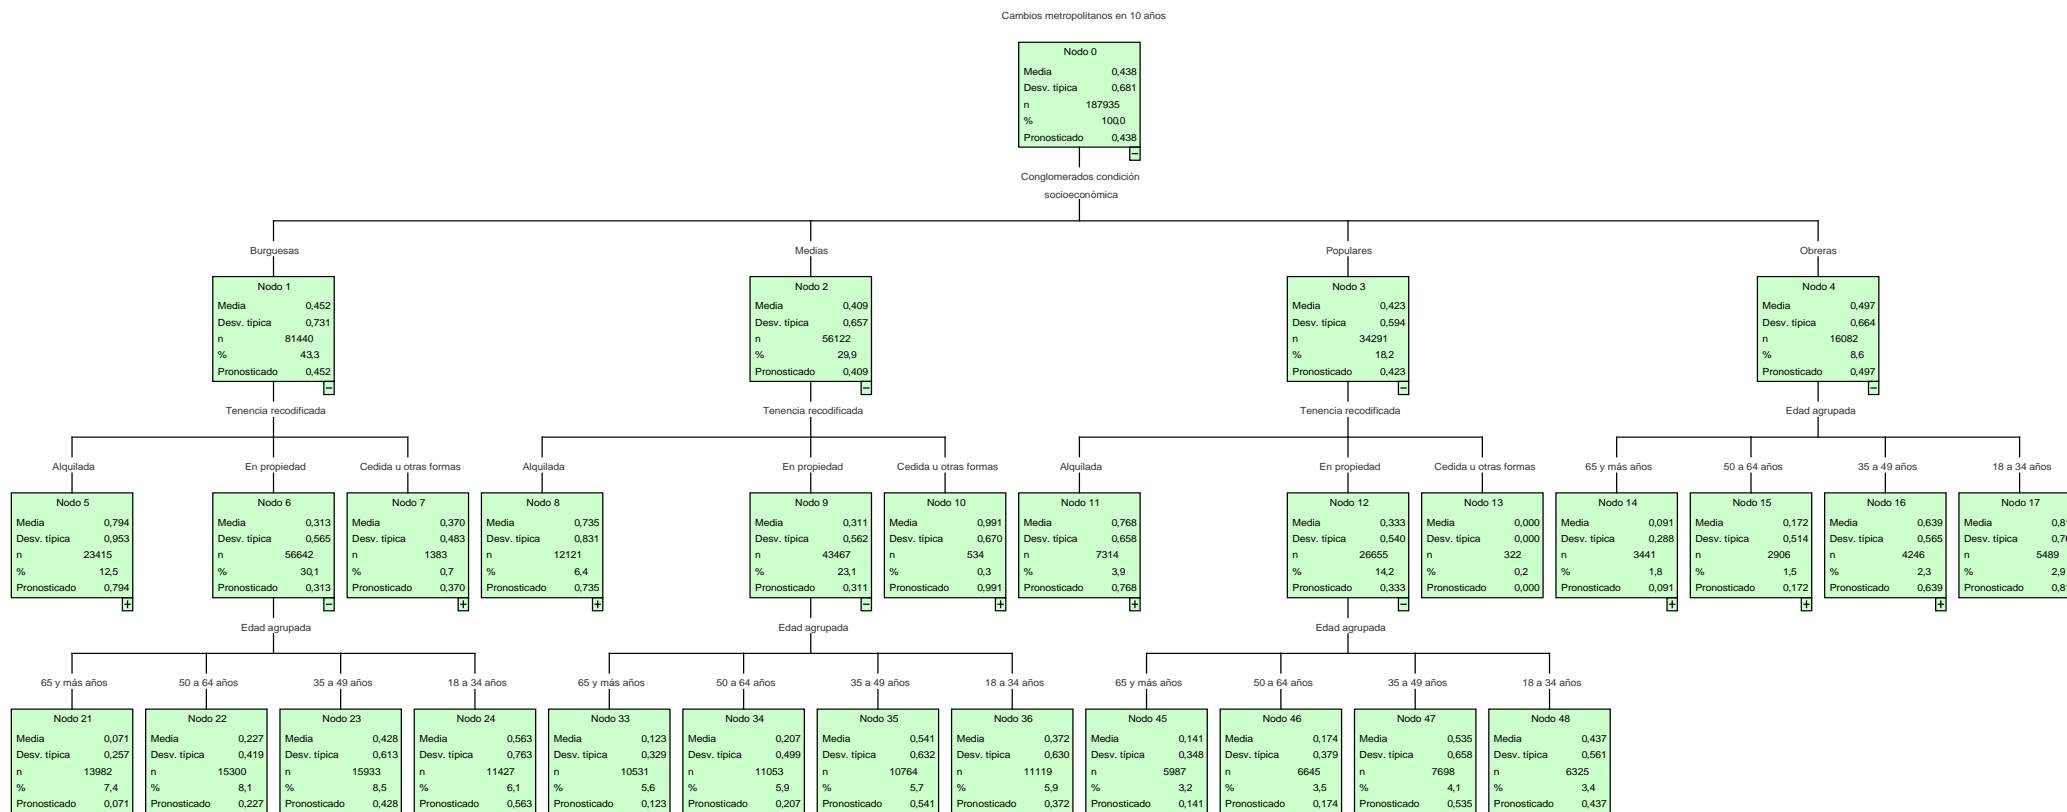 Cambios metropolitanos en 10 años
Nodo 0
Media 0,438
Desv. típica 0,681
n 187935
% 100,0
Pronosticado 0,438
Conglomerados condición
socioeconómica
Burguesas
Medias
Populares
Obreras
Nodo 1
Media 0,452
Desv. típica 0,731
n 81440
% 43,3
Pronosticado 0,452
Nodo 2
Media 0,409
Desv. típica 0,657
n 56122
% 29,9
Pronosticado 0,409
Nodo 3
Media 0,423
Desv. típica 0,594
n 34291
% 18,2
Pronosticado 0,423
Nodo 4
Media 0,497
Desv. típica 0,664
n 16082
% 8,6
Pronosticado 0,497
Tenencia recodificada
Tenencia recodificada
Tenencia recodificada
Edad agrupada
Alquilada
En propiedad
Cedida u otras formas
Alquilada
En propiedad
Cedida u otras formas
Alquilada
En propiedad
Cedida u otras formas
65 y más años
50 a 64 años
35 a 49 años
18 a 34 años
Nodo 5
Media 0,794
Desv. típica 0,953
n 23415
% 12,5
Pronosticado 0,794
Nodo 6
Media 0,313
Desv. típica 0,565
n 56642
% 30,1
Pronosticado 0,313
Nodo 7
Media 0,370
Desv. típica 0,483
n 1383
% 0,7
Pronosticado 0,370
Nodo 8
Media 0,735
Desv. típica 0,831
n 12121
% 6,4
Pronosticado 0,735
Nodo 9
Media 0,311
Desv. típica 0,562
n 43467
% 23,1
Pronosticado 0,311
Nodo 10
Media 0,991
Desv. típica 0,670
n 534
% 0,3
Pronosticado 0,991
Nodo 11
Media 0,768
Desv. típica 0,658
n 7314
% 3,9
Pronosticado 0,768
Nodo 12
Media 0,333
Desv. típica 0,540
n 26655
% 14,2
Pronosticado 0,333
Nodo 13
Media 0,000
Desv. típica 0,000
n 322
% 0,2
Pronosticado 0,000
Nodo 14
Media 0,091
Desv. típica 0,288
n 3441
% 1,8
Pronosticado 0,091
Nodo 15
Media 0,172
Desv. típica 0,514
n 2906
% 1,5
Pronosticado 0,172
Nodo 16
Media 0,639
Desv. típica 0,565
n 4246
% 2,3
Pronosticado 0,639
Nodo 17
Media
Desv. típica
n 5489
% 2,9
Pronosticado
Edad agrupada
Edad agrupada
Edad agrupada
65 y más años
50 a 64 años
35 a 49 años
18 a 34 años
65 y más años
50 a 64 años
35 a 49 años
18 a 34 años
65 y más años
50 a 64 años
35 a 49 años
18 a 34 años
Nodo 21
Media 0,071
Desv. típica 0,257
n 13982
% 7,4
Pronosticado 0,071
Nodo 22
Media 0,227
Desv. típica 0,419
n 15300
% 8,1
Pronosticado 0,227
Nodo 23
Media 0,428
Desv. típica 0,613
n 15933
% 8,5
Pronosticado 0,428
Nodo 24
Media 0,563
Desv. típica 0,763
n 11427
% 6,1
Pronosticado 0,563
Nodo 33
Media 0,123
Desv. típica 0,329
n 10531
% 5,6
Pronosticado 0,123
Nodo 34
Media 0,207
Desv. típica 0,499
n 11053
% 5,9
Pronosticado 0,207
Nodo 35
Media 0,541
Desv. típica 0,632
n 10764
% 5,7
Pronosticado 0,541
Nodo 36
Media 0,372
Desv. típica 0,630
n 11119
% 5,9
Pronosticado 0,372
Nodo 45
Media 0,141
Desv. típica 0,348
n 5987
% 3,2
Pronosticado 0,141
Nodo 46
Media 0,174
Desv. típica 0,379
n 6645
% 3,5
Pronosticado 0,174
Nodo 47
Media 0,535
Desv. típica 0,658
n 7698
% 4,1
Pronosticado 0,535
Nodo 48
Media 0,437
Desv. típica 0,561
n 6325
% 3,4
Pronosticado 0,437